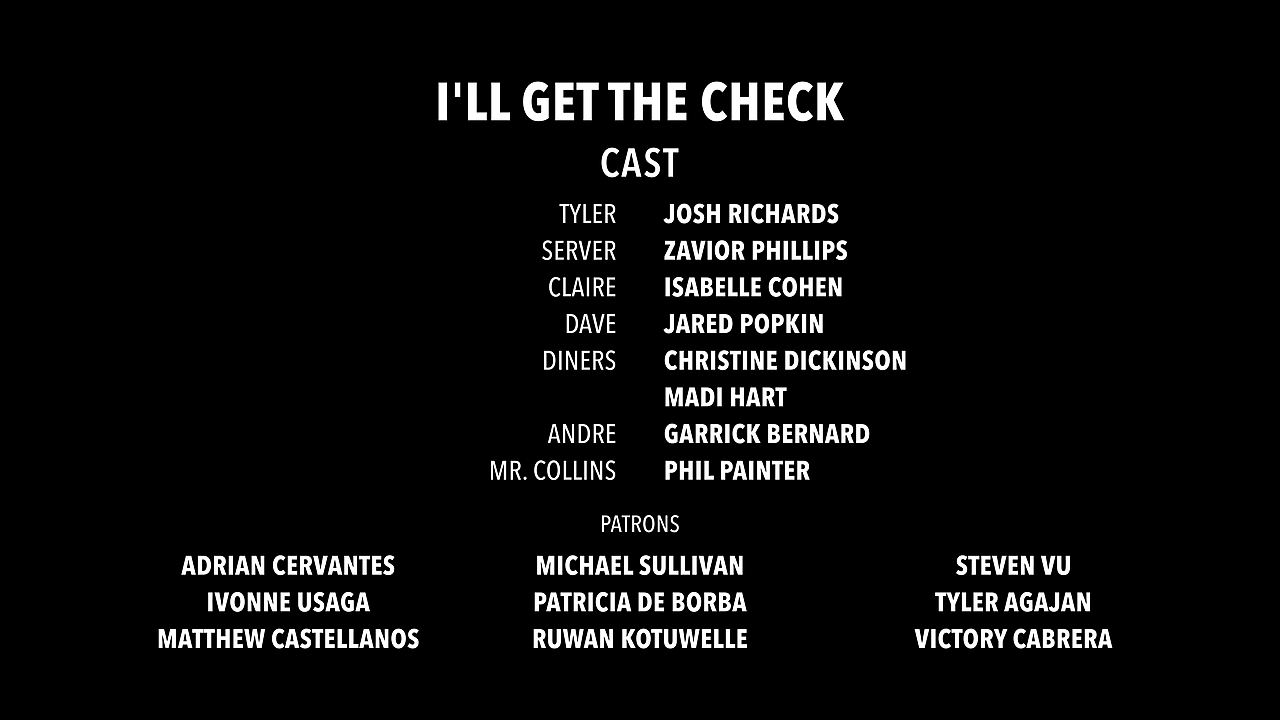 I'LL GET THE CHECK
CAST
TYLER JOSH RICHARDS
SERVER ZAVIOR PHILLIPS
CLAIRE ISABELLE COHEN
DAVE JARED POPKIN
DINERS CHRISTINE DICKINSON
MADI HART
ANDRE GARRICK BERNARD
MR. COLLINS PHIL PAINTER
PATRONS
ADRIAN CERVANTES MICHAEL SULLIVAN STEVEN VU
IVONNE USAGA PATRICIA DE BORBA TYLER AGAJAN
MATTHEW CASTELLANOS RUWAN KOTUWELLE VICTORY CABRERA